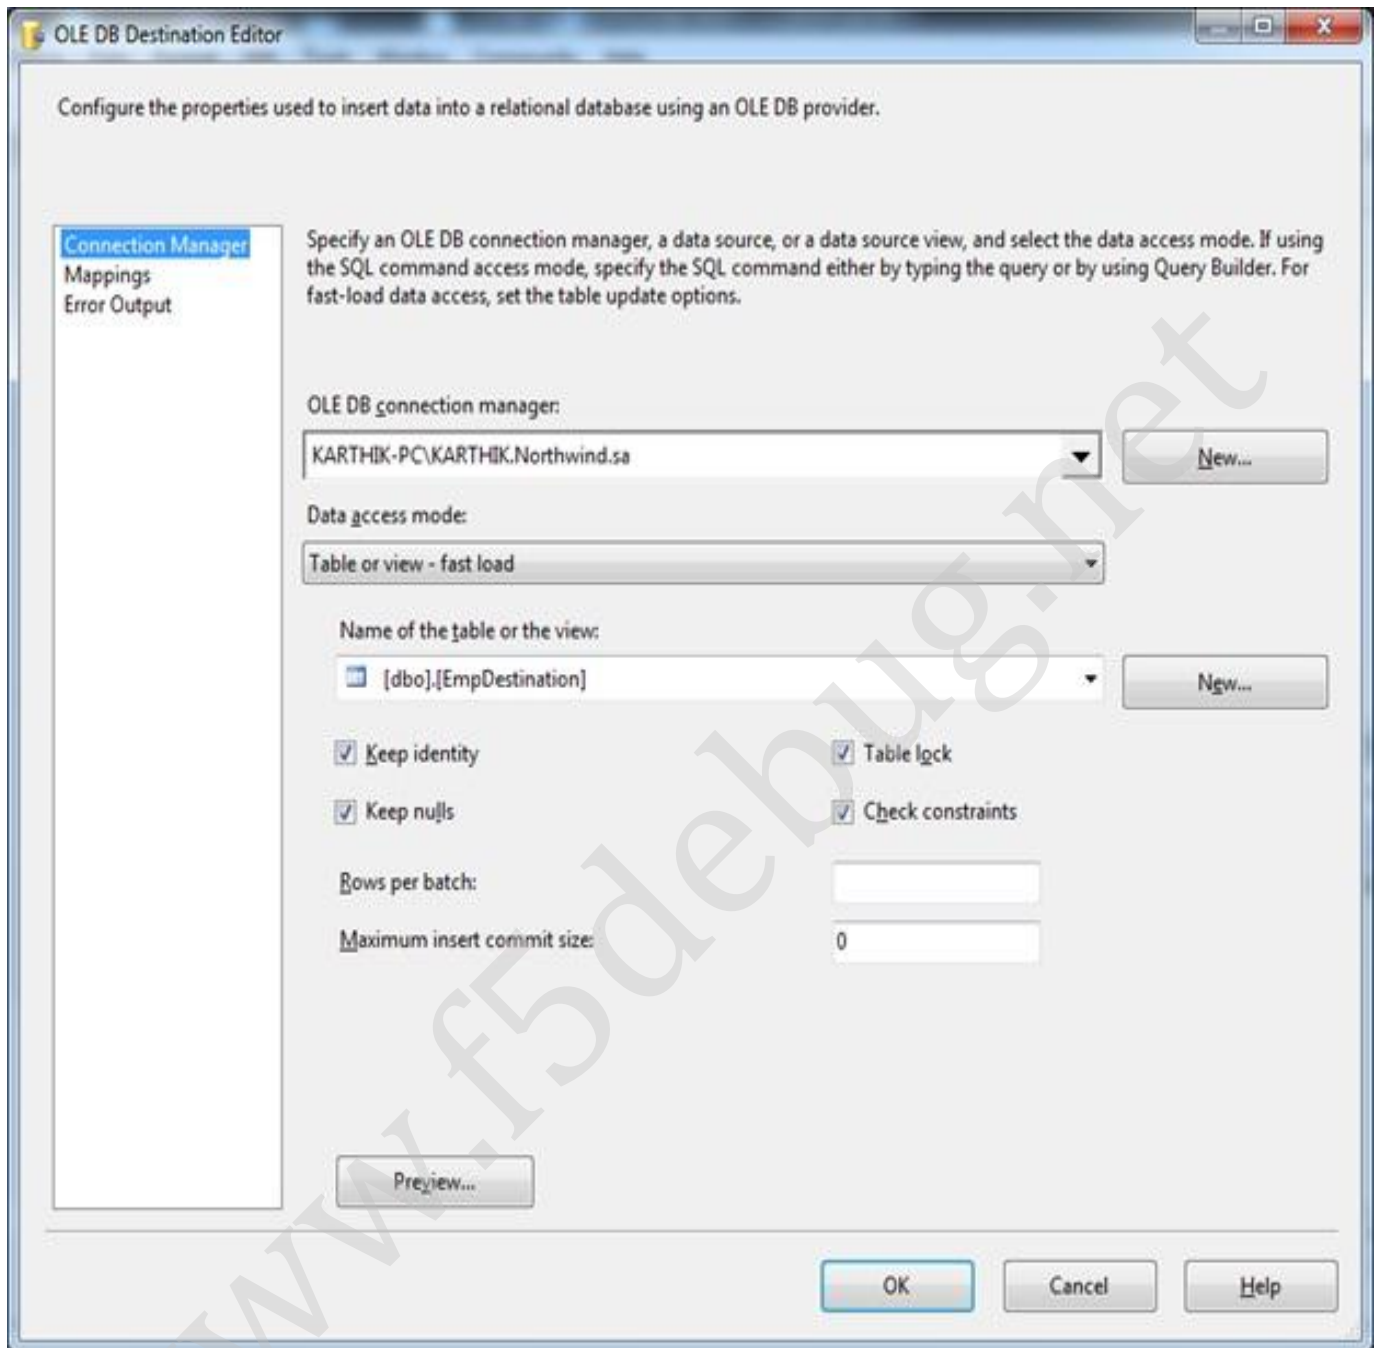 OLE DB Destination Editor
Configure the properties used to insert data into a relational database using an OLE DB provider.
Connection Manager
Mappings
Error Output
Specify an OLE DB connection manager, a data source, or a data source view, and select the data access mode. If using
the SQL command access mode, specify the SQL command either by typing the query or by using Query Builder. For
fast-load data access, set the table update options.
OLE DB connection manager:
KARTHIK-PC\KARTHIK.Northwind.sa
New...
Data access mode:
Table or view - fast load
Name of the table or the view:
[dbo].[EmpDestination]
New...
Keep identity
Table lock
Keep nulls
Check constraints
Rows per batch:
Maximum insert commit size:
0
Preview...
OK
Cancel
Help
www.f5debug.net